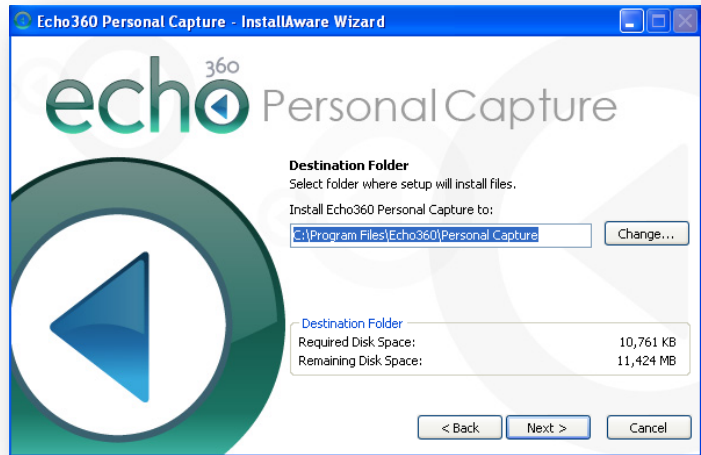 Echo360 Personal Capture - InstallAware Wizard
echo360 Personal Capture
Destination Folder
Select folder where setup will install files.
Install Echo360 Personal Capture to:
C:\Program Files\Echo360\Personal Capture
Change...
Destination Folder
Required Disk Space: 10,761 KB
Remaining Disk Space: 11,424 MB
< Back Next > Cancel